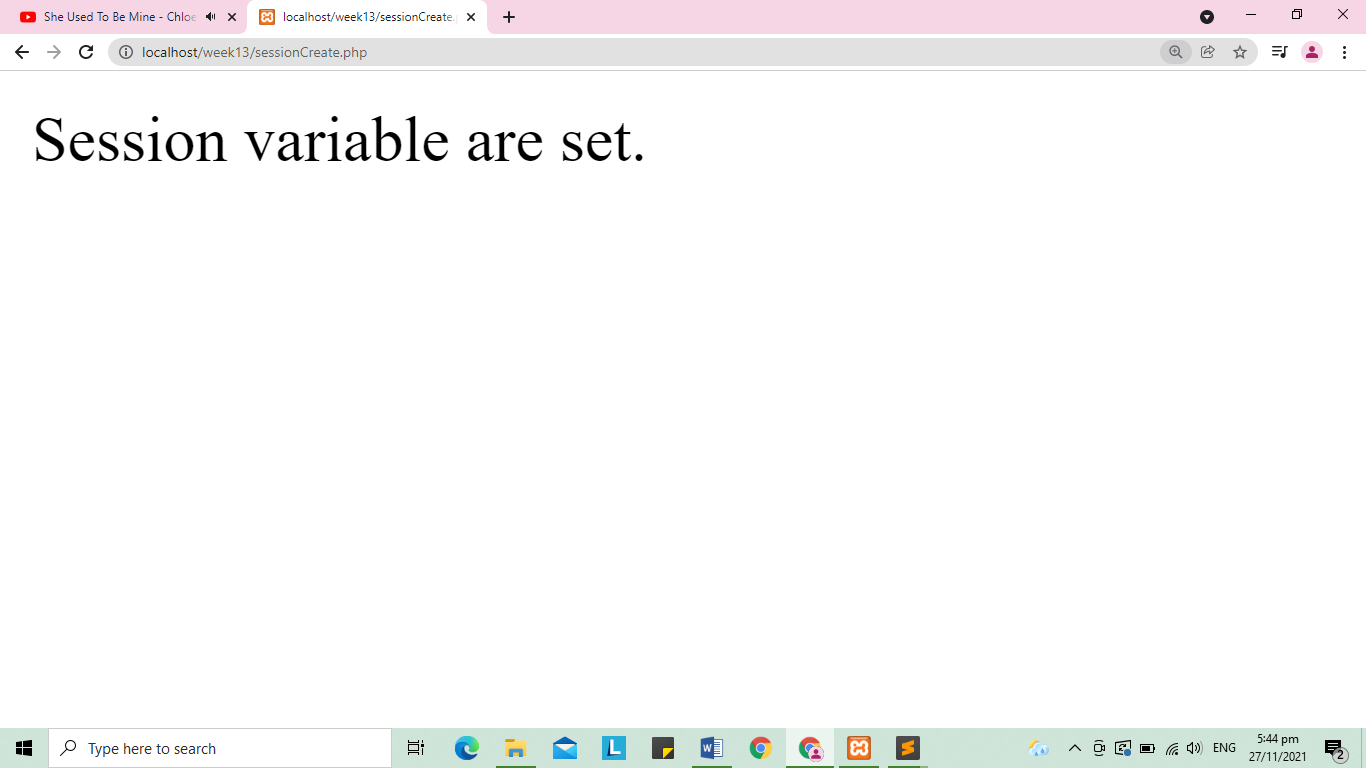 She Used To Be Mine - Chloe
localhost/week13/sessionCreate.
localhost/week13/sessionCreate.php
Session variable are set.
Type here to search
ENG
5:44 pm
27/11/2021
2